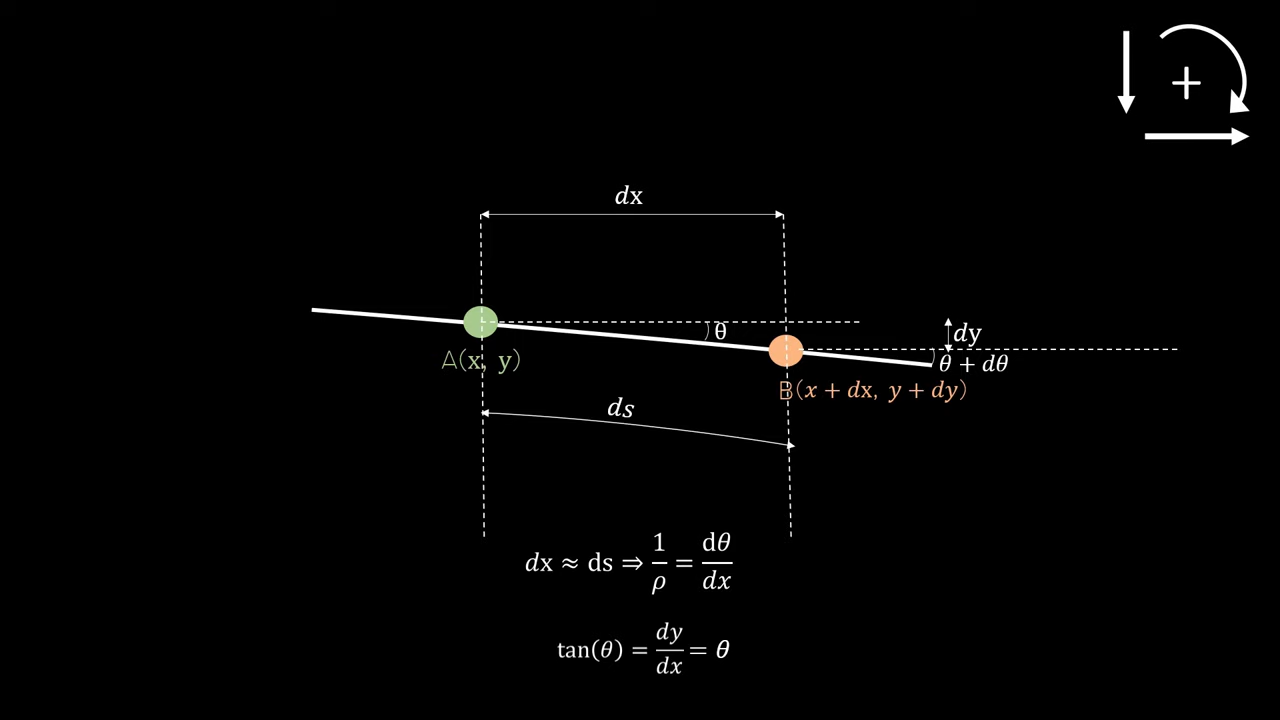 +
dx
θ
dy
A(x, y)
θ + dθ
B(x + dx, y + dy)
ds
dx ≈ ds ⇒ 1/ρ = dθ/dx
tan(θ) = dy/dx = θ